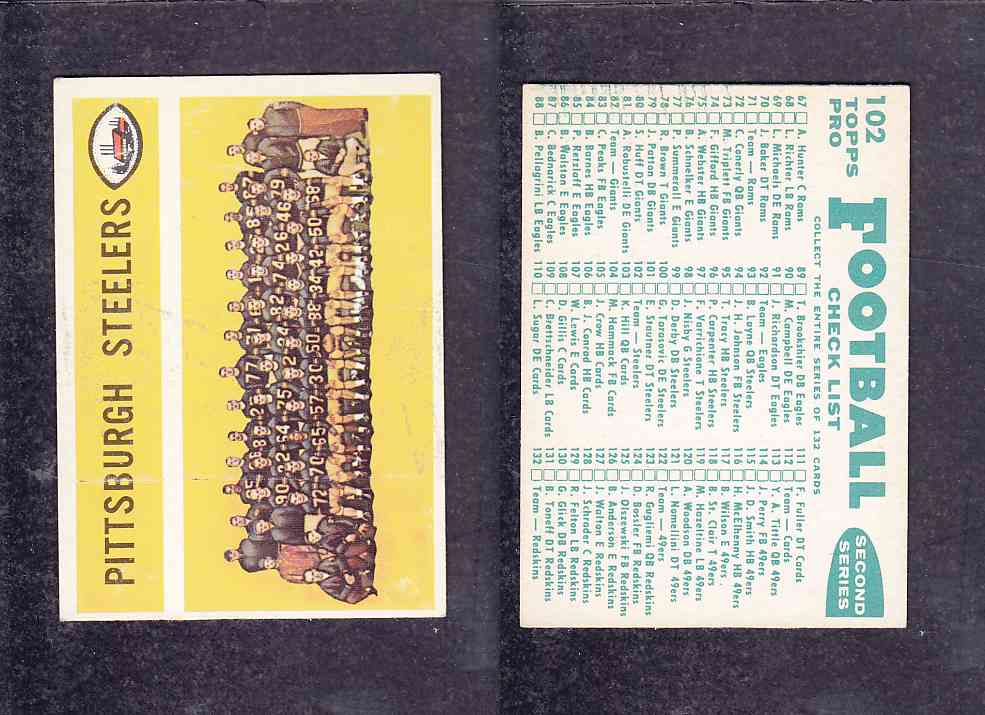 PITTSBURGH STEELERS
102
TOPPS
PRO
FOOTBALL
CHECK LIST
SECOND
SERIES
COLLECT THE ENTIRE SERIES OF 132 CARDS
67 A. Hunter C Rams
68 L. Richter LB Rams
69 L. Michaels DE Rams
70 J. Baker DT Rams
71 Team — Rams
72 C. Conerly QB Giants
73 M. Triplett FB Giants
74 F. Gifford HB Giants
75 A. Webster HB Giants
76 B. Schnelker E Giants
77 P. Summerall E Giants
78 R. Brown T Giants
79 J. Patton DB Giants
80 S. Huff DT Giants
81 A. Robustelli DE Giants
82 Team — Giants
83 C. Peaks FB Eagles
84 B. Barnes HB Eagles
85 P. Retzlaff E Eagles
86 B. Walston E Eagles
87 C. Bednarick C Eagles
88 B. Pellagrini LB Eagles
89 T. Brookshier DB Eagles
90 M. Campbell DE Eagles
91 J. Richardson DT Eagles
92 Team — Eagles
93 B. Layne QB Steelers
94 J. H. Johnson FB Steelers
95 T. Tracy HB Steelers
96 P. Carpenter HB Steelers
97 F. Varrichione T Steelers
98 J. Nisby G Steelers
99 D. Derby DB Steelers
100 G. Tarasovic DE Steelers
101 E. Stautner DT Steelers
102 Team — Steelers
103 K. Hill QB Cards
104 M. Hammack FB Cards
105 J. Crow HB Cards
106 B. J. Conrad HB Cards
107 W. Lewis E Cards
108 D. Gillis C Cards
109 C. Brettschneider LB Cards
110 L. Sugar DE Cards
111 F. Fuller DT Cards
112 Team — Cards
113 Y. A. Tittle QB 49ers
114 J. Perry FB 49ers
115 J. D. Smith HB 49ers
116 H. McElhenny HB 49ers
117 B. Wilson E 49ers
118 B. St. Clair T 49ers
119 M. Hazeltine LB 49ers
120 A. Woodson DB 49ers
121 L. Nomellini DT 49ers
122 Team — 49ers
123 R. Gugliemi QB Redskins
124 D. Bossler FB Redskins
125 J. Olszewski FB Redskins
126 B. Anderson E Redskins
127 J. Walton E Redskins
128 J. Schroder C Redskins
129 R. Felton LB Redskins
130 G. Glick DB Redskins
131 B. Toneff DT Redskins
132 Team — Redskins